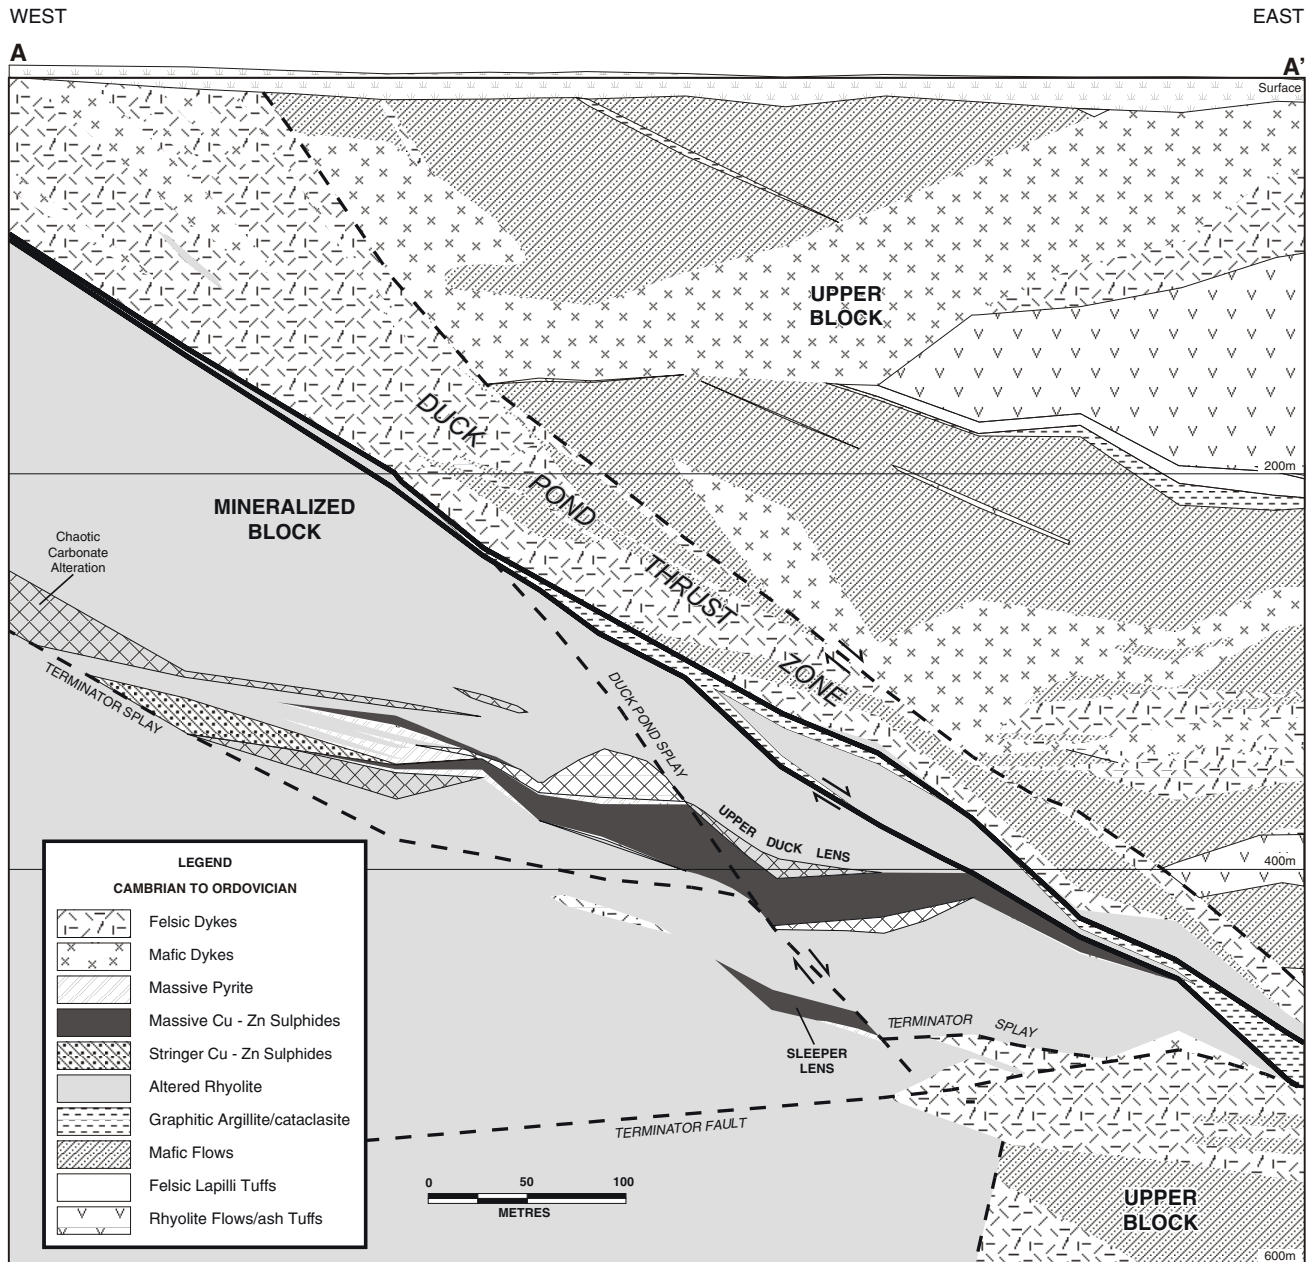 WEST
EAST
A
A'
Surface
UPPER
BLOCK
DUCK
POND
THRUST
ZONE
200m
MINERALIZED
BLOCK
Chaotic
Carbonate
Alteration
TERMINATOR SPLAY
DUCK POND SPLAY
UPPER DUCK LENS
400m
SLEEPER
LENS
TERMINATOR SPLAY
TERMINATOR FAULT
LEGEND
CAMBRIAN TO ORDOVICIAN
Felsic Dykes
Mafic Dykes
Massive Pyrite
Massive Cu - Zn Sulphides
Stringer Cu - Zn Sulphides
Altered Rhyolite
Graphitic Argillite/cataclasite
Mafic Flows
Felsic Lapilli Tuffs
Rhyolite Flows/ash Tuffs
0 50 100
METRES
UPPER
BLOCK
600m